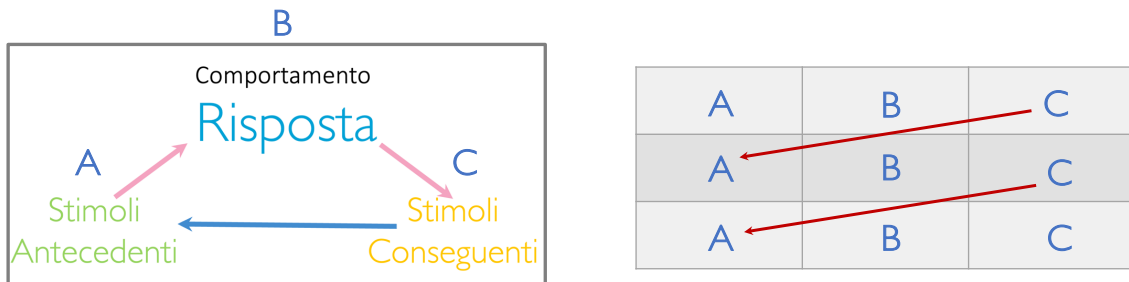 B
Comportamento
Risposta
A
C
Stimoli
Antecedenti
Stimoli
Conseguenti
A B C
A B C
A B C